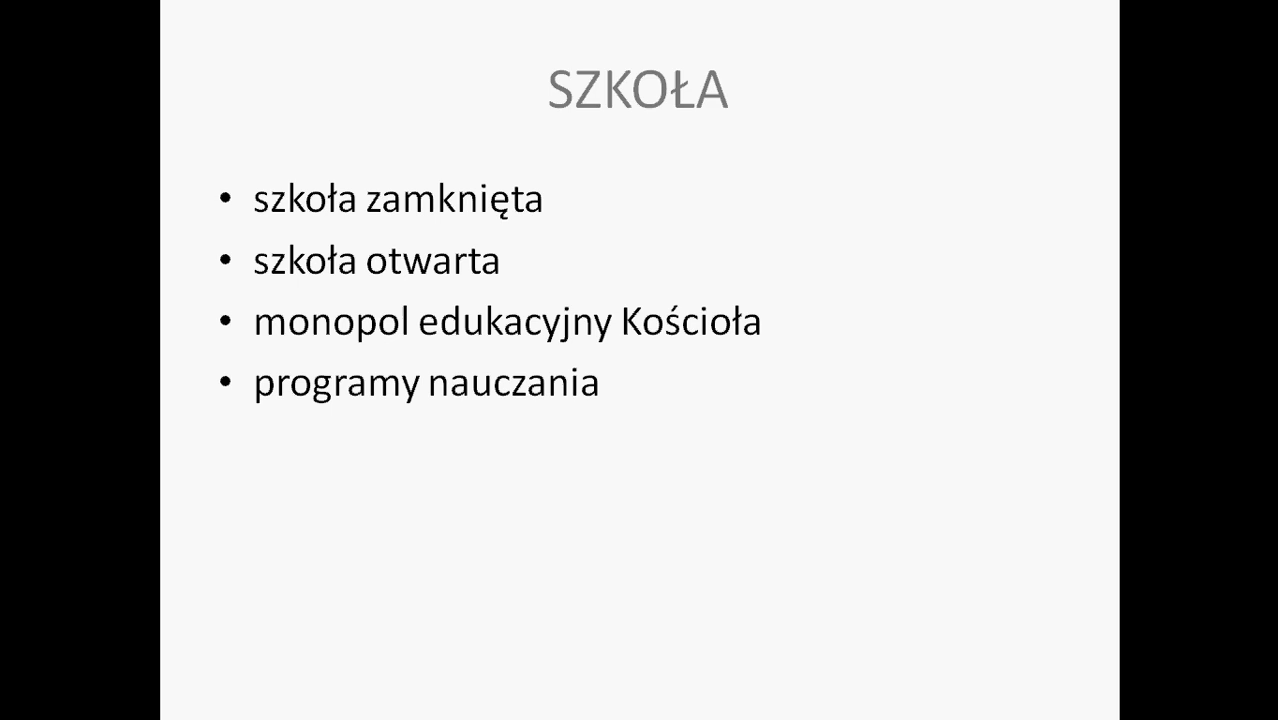 SZKOŁA
• szkoła zamknięta
• szkoła otwarta
• monopol edukacyjny Kościoła
• programy nauczania